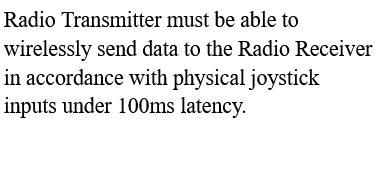 Radio Transmitter must be able to
wirelessly send data to the Radio Receiver
in accordance with physical joystick
inputs under 100ms latency.